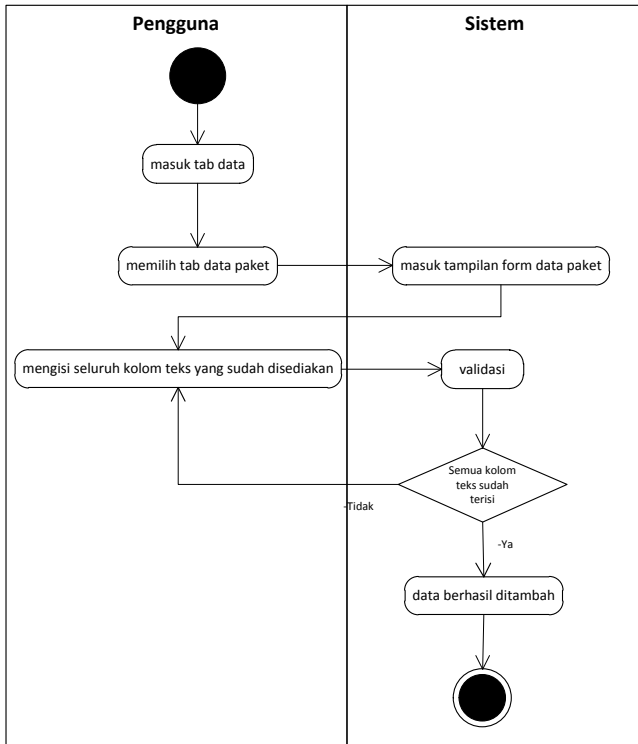 Pengguna
Sistem
masuk tab data
memilih tab data paket
masuk tampilan form data paket
mengisi seluruh kolom teks yang sudah disediakan
validasi
Semua kolom
teks sudah
terisi
-Tidak
-Ya
data berhasil ditambah